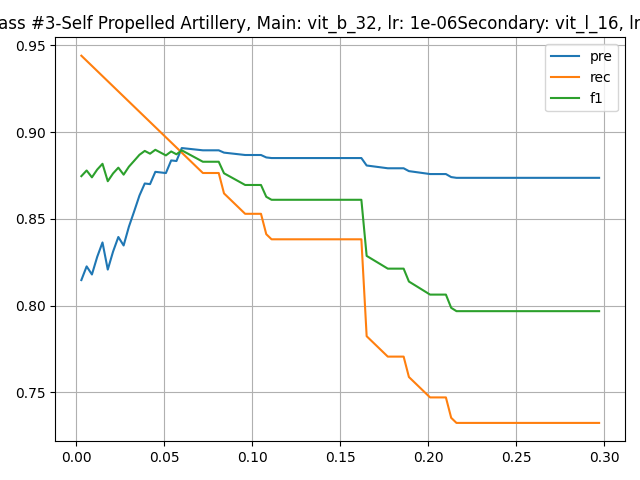 ass #3-Self Propelled Artillery, Main: vit_b_32, lr: 1e-06Secondary: vit_l_16, lr
pre
rec
f1
0.95
0.90
0.85
0.80
0.75
0.00 0.05 0.10 0.15 0.20 0.25 0.30